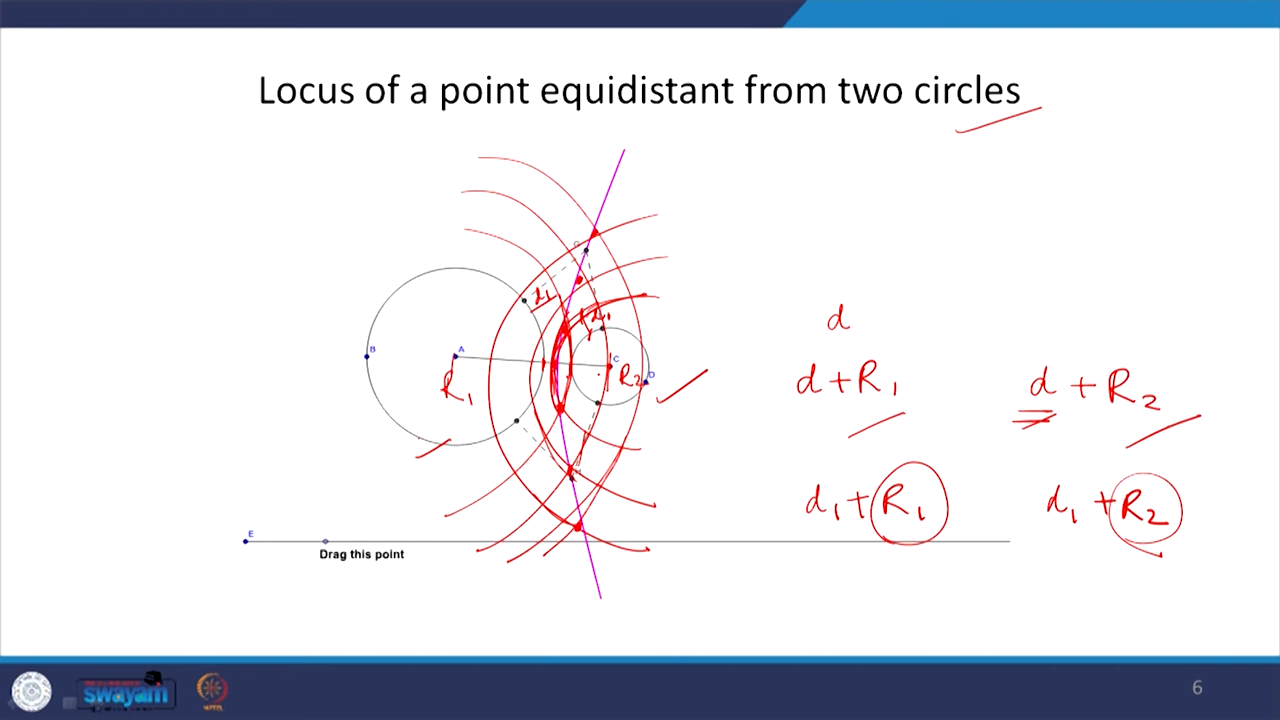 Locus of a point equidistant from two circles
G
d1
d1
B
A
C
D
R1
R2
d
d + R1
d + R2
d1 + R1
d1 + R2
E
Drag this point
swayam
6